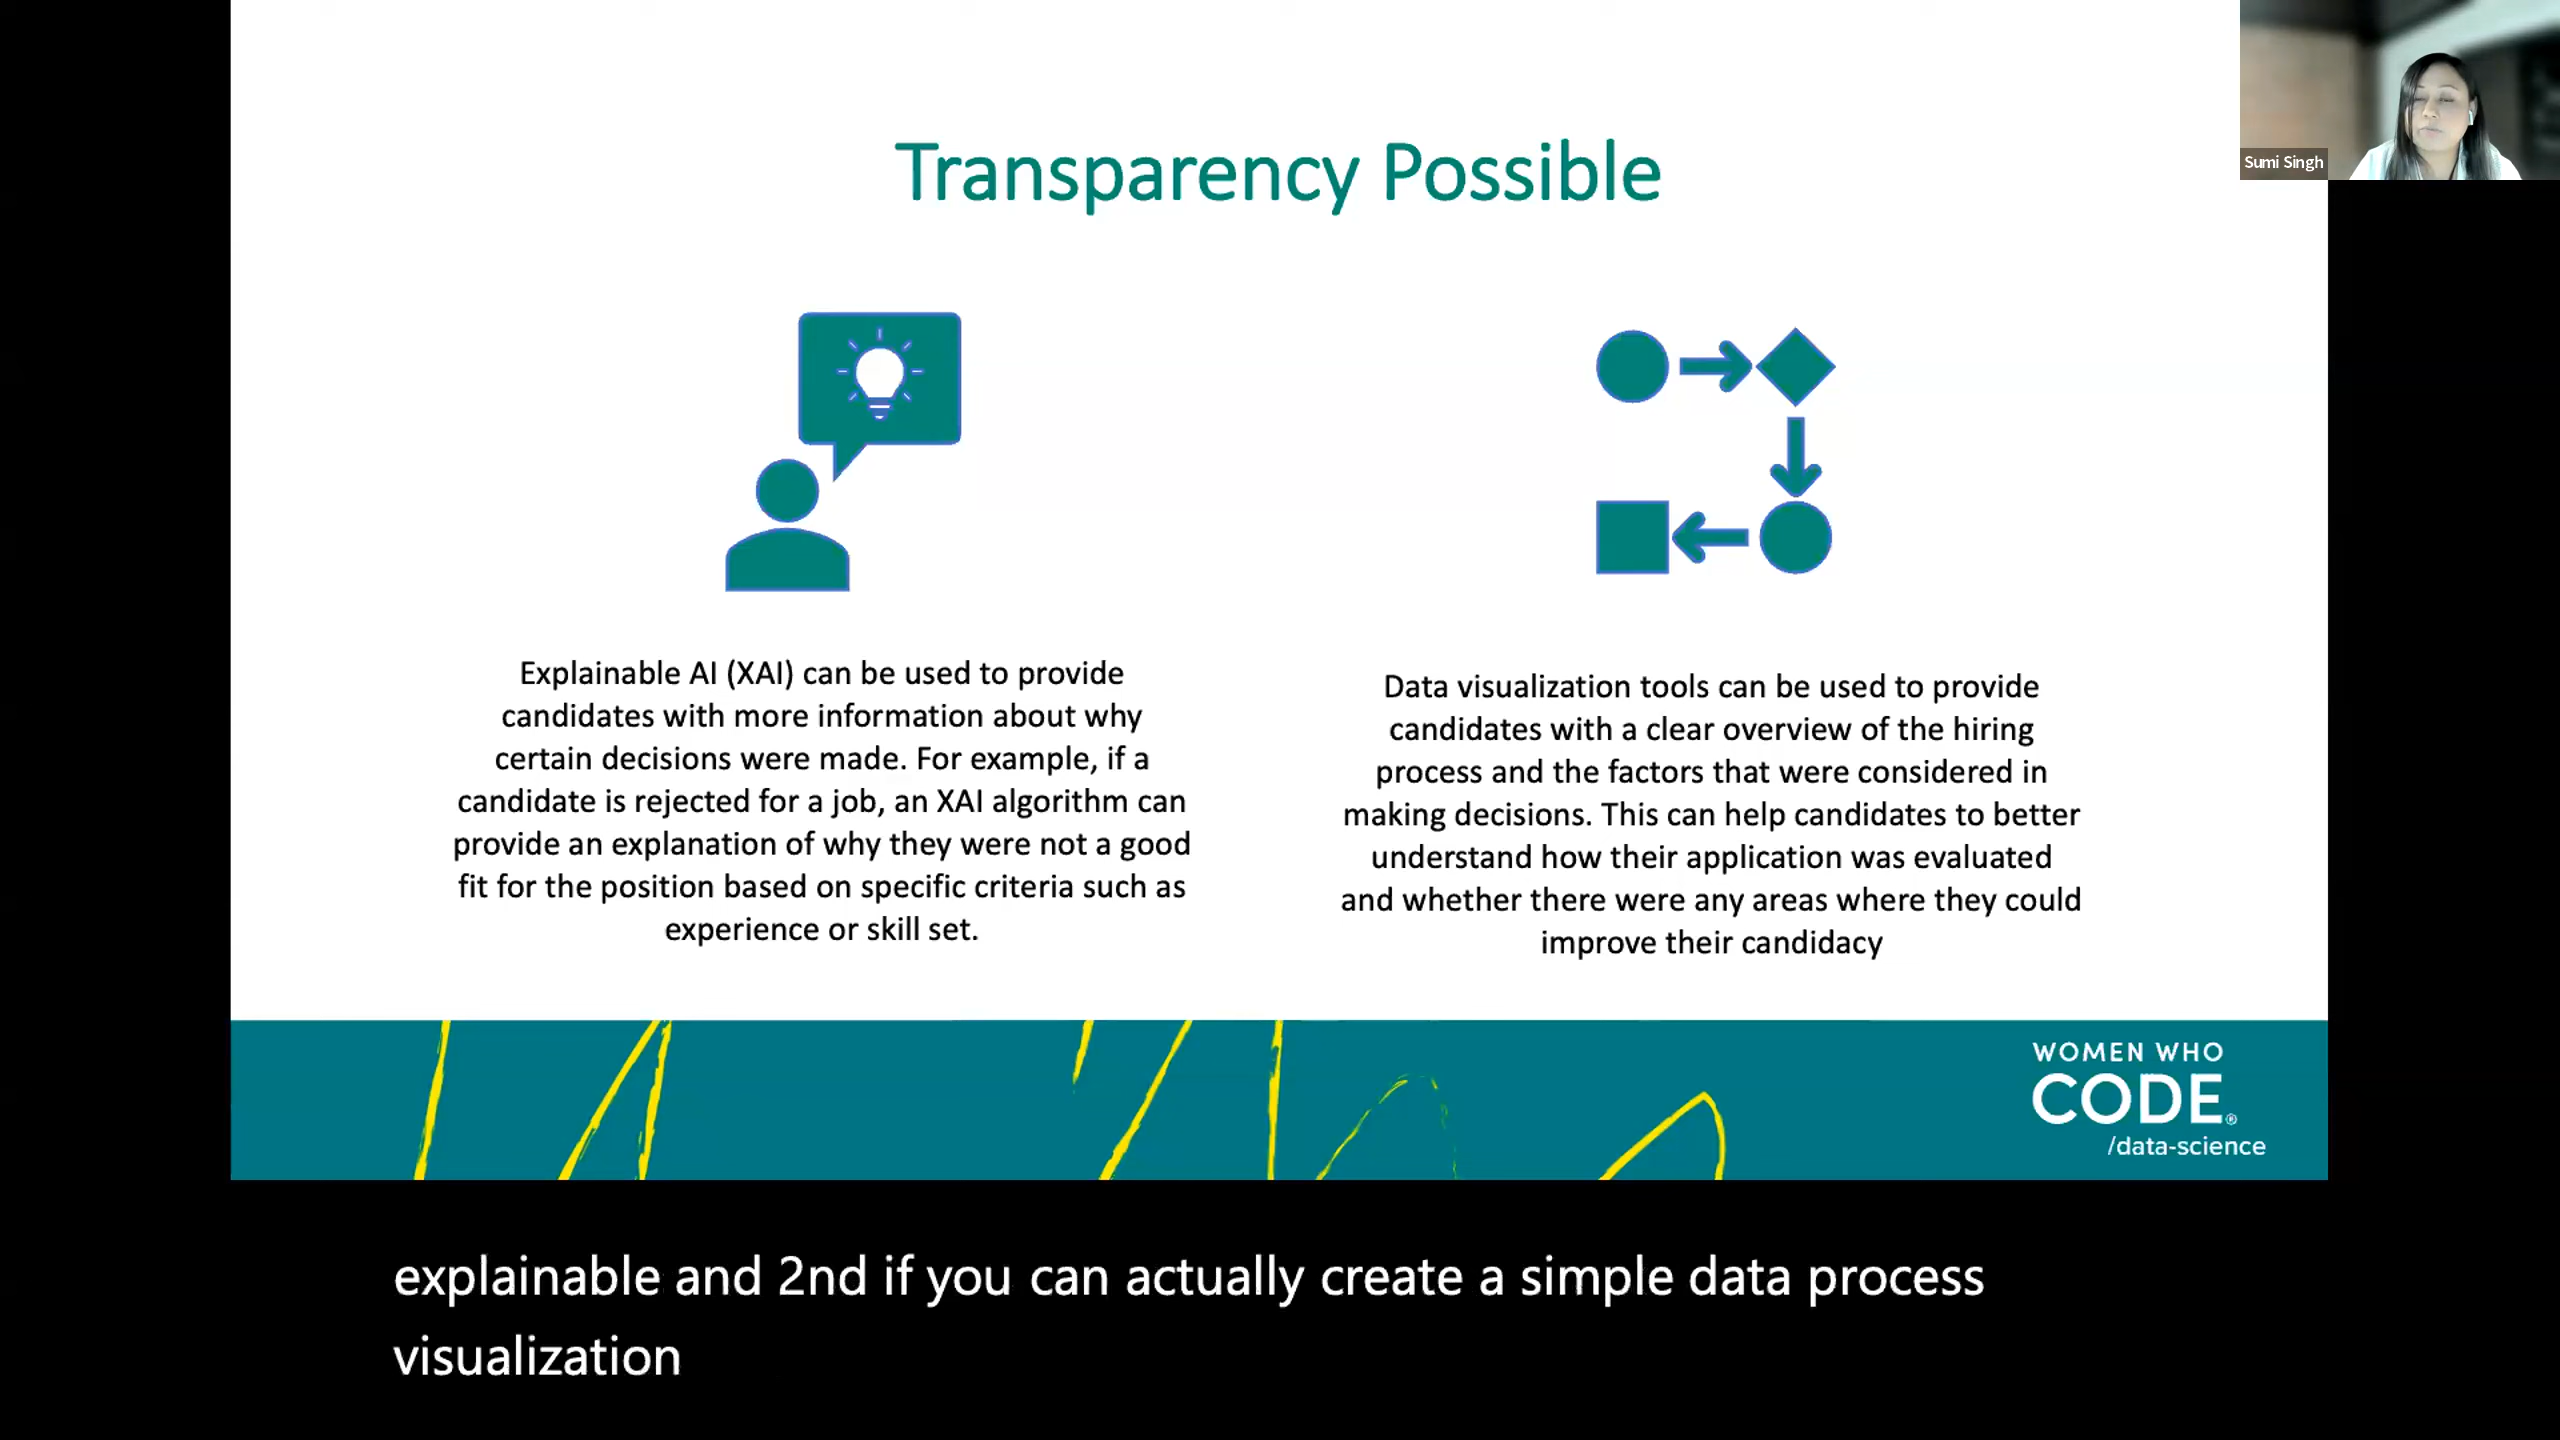 Sumi Singh
Transparency Possible
Explainable AI (XAI) can be used to provide
candidates with more information about why
certain decisions were made. For example, if a
candidate is rejected for a job, an XAI algorithm can
provide an explanation of why they were not a good
fit for the position based on specific criteria such as
experience or skill set.
Data visualization tools can be used to provide
candidates with a clear overview of the hiring
process and the factors that were considered in
making decisions. This can help candidates to better
understand how their application was evaluated
and whether there were any areas where they could
improve their candidacy
WOMEN WHO
CODE®
/data-science
explainable and 2nd if you can actually create a simple data process
visualization